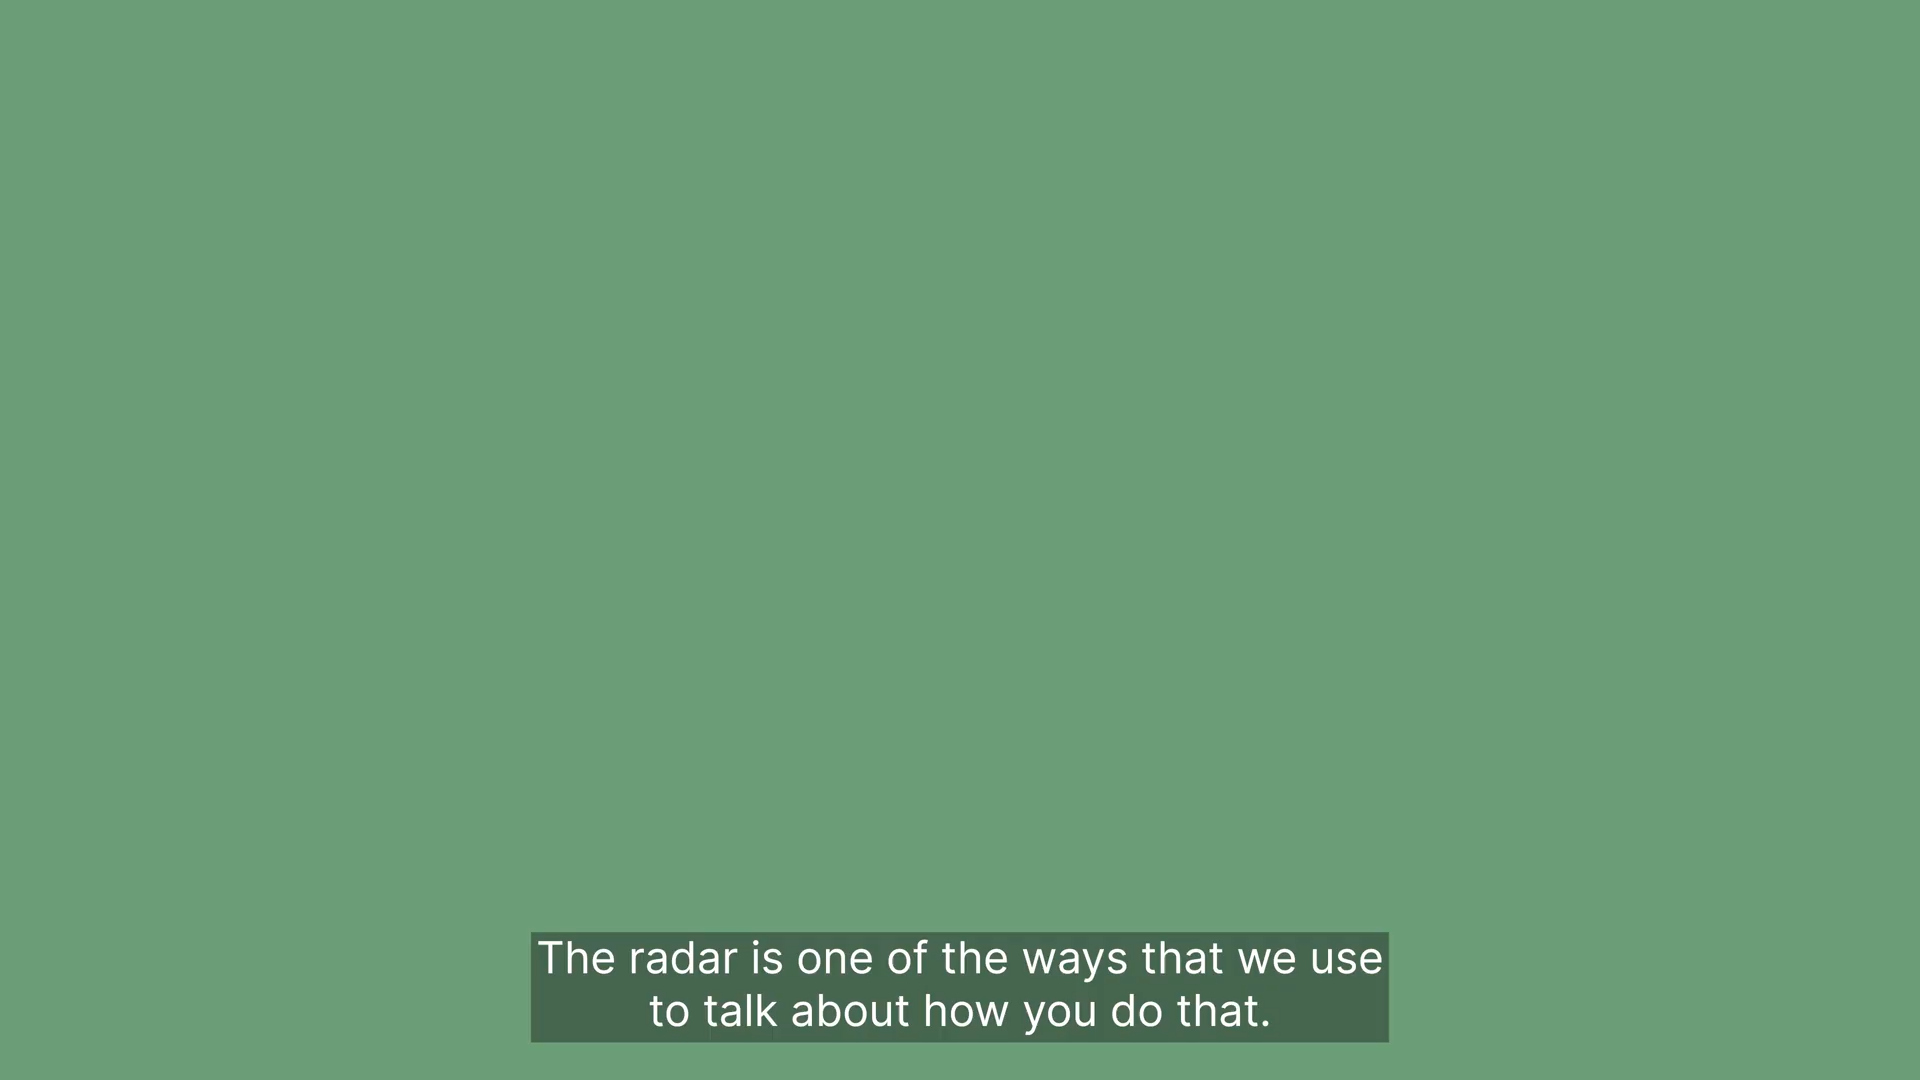 The radar is one of the ways that we use
to talk about how you do that.